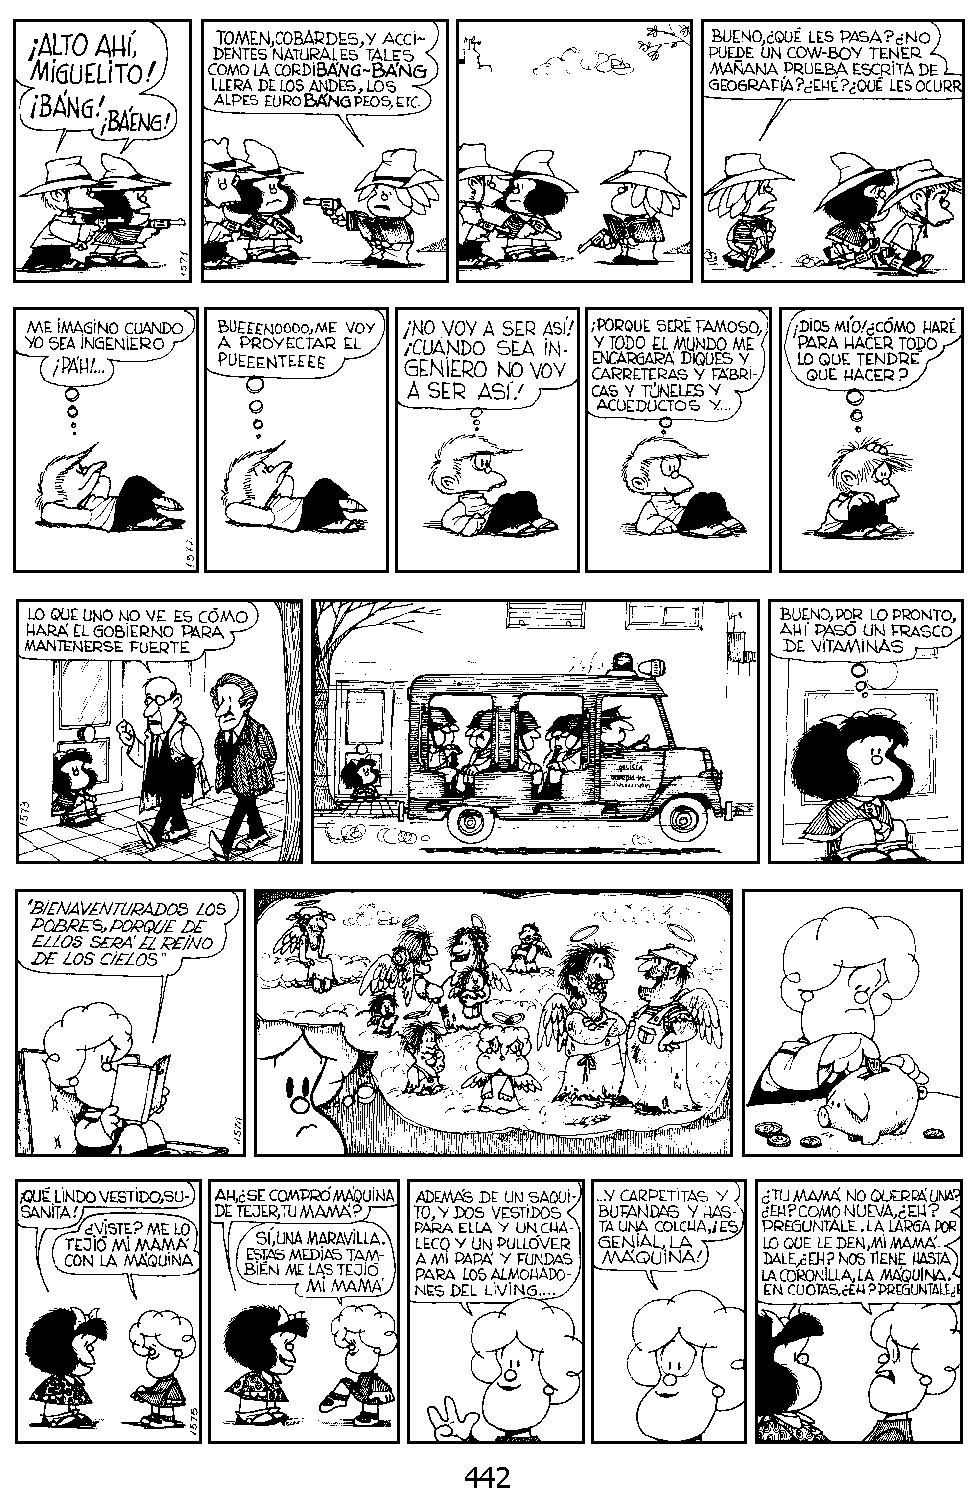 ¡ALTO AHÍ,
MIGUELITO!
¡BÁNG!
¡BÁENG!
1571
TOMEN, COBARDES, Y ACCI-
DENTES NATURALES TALES
COMO LA CORDIBÁNG-BÁNG
LLERA DE LOS ANDES, LOS
ALPES EUROBÁNGPEOS, ETC.
BUENO, ¿QUÉ LES PASA? ¿NO
PUEDE UN COW-BOY TENER
MAÑANA PRUEBA ESCRITA DE
GEOGRAFÍA? ¿EHÉ? ¿QUÉ LES OCURR
ME IMAGINO CUANDO
YO SEA INGENIERO
¡PÁH!...
1572
BUEEENOOOO, ME VOY
A PROYECTAR EL
PUEEENTEEEE
¡NO VOY A SER ASÍ!
¡CUANDO SEA IN-
GENIERO NO VOY
A SER ASÍ!
¡PORQUE SERÉ FAMOSO,
Y TODO EL MUNDO ME
ENCARGARÁ DIQUES Y
CARRETERAS Y FÁBRI-
CAS Y TÚNELES Y
ACUEDUCTOS Y...
¡DIOS MÍO! ¿CÓMO HARÉ
PARA HACER TODO
LO QUE TENDRÉ
QUE HACER?
LO QUE UNO NO VE ES CÓMO
HARÁ EL GOBIERNO PARA
MANTENERSE FUERTE
1573
BUENO, POR LO PRONTO,
AHÍ PASÓ UN FRASCO
DE VITAMINAS
"BIENAVENTURADOS LOS
POBRES, PORQUE DE
ELLOS SERÁ EL REINO
DE LOS CIELOS"
1574
¡QUÉ LINDO VESTIDO, SU-
SANITA!
¿VISTE? ME LO
TEJIÓ MI MAMÁ
CON LA MÁQUINA
1575
AH, ¿SE COMPRÓ MÁQUINA
DE TEJER, TU MAMÁ?
SÍ, UNA MARAVILLA.
ESTAS MEDIAS TAM-
BIÉN ME LAS TEJIÓ
MI MAMÁ
ADEMÁS DE UN SAQUI-
TO, Y DOS VESTIDOS
PARA ELLA Y UN CHA-
LECO Y UN PULLÓVER
A MI PAPÁ Y FUNDAS
PARA LOS ALMOHADO-
NES DEL LIVING....
...Y CARPETITAS Y
BUFANDAS Y HAS-
TA UNA COLCHA, ¡ES
GENIAL, LA
MÁQUINA!
¿TU MAMÁ NO QUERRÁ UNA?
¿EH? COMO NUEVA, ¿EH?
PREGUNTALE. LA LARGA POR
LO QUE LE DEN, MI MAMÁ.
DALE, ¿EH? NOS TIENE HASTA
LA CORONILLA, LA MÁQUINA.
EN CUOTAS, ¿EH? PREGUNTALE ¿E
442